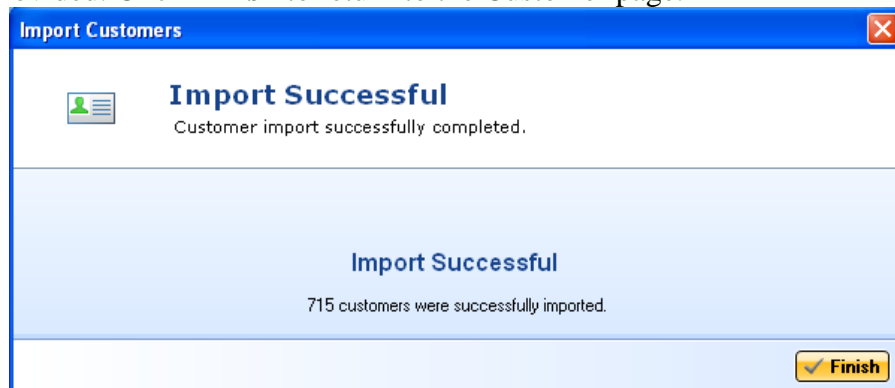 Import Customers
Import Successful
Customer import successfully completed.
Import Successful
715 customers were successfully imported.
Finish